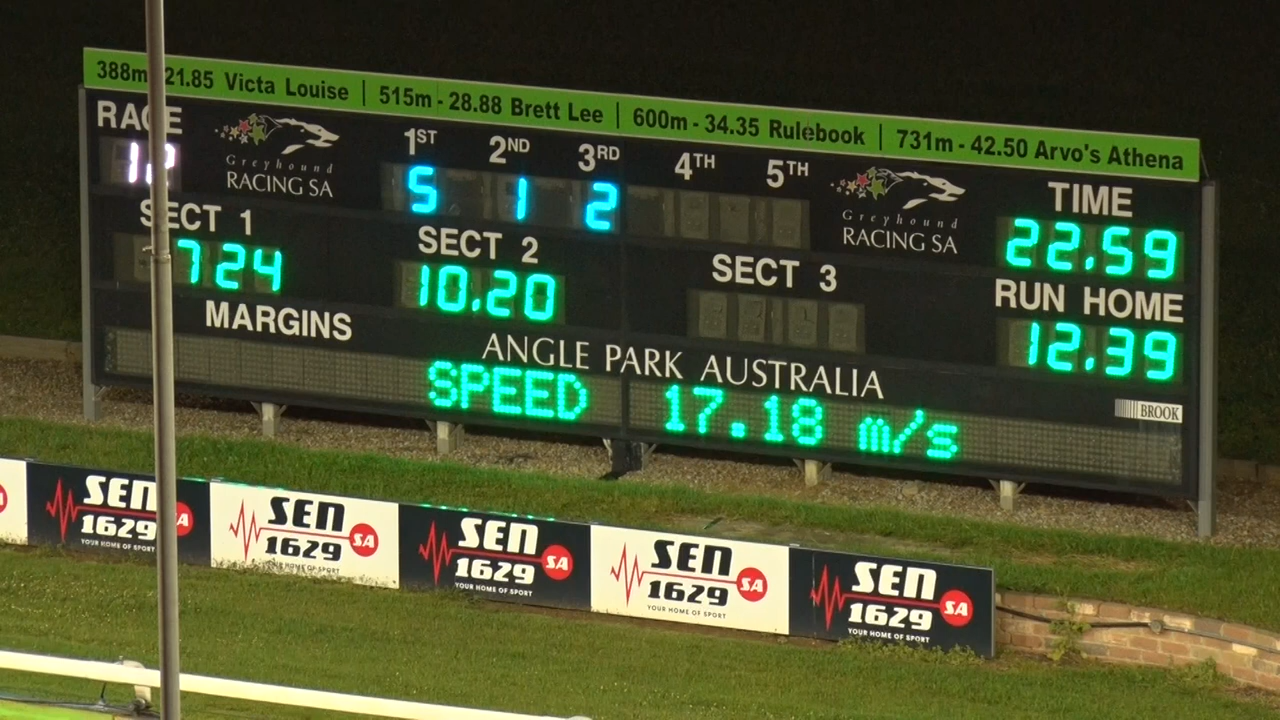 388m 21.85 Victa Louise | 515m - 28.88 Brett Lee | 600m - 34.35 Rulebook | 731m - 42.50 Arvo's Athena
RACE
1ST 2ND 3RD 4TH 5TH
5 1 2
Greyhound
RACING SA
Greyhound
RACING SA
TIME
22.59
SECT 1
7 24
SECT 2
10.20
SECT 3
RUN HOME
12.39
MARGINS
ANGLE PARK AUSTRALIA
SPEED 17.18 m/s
BROOK
SEN
1629
YOUR HOME OF SPORT
SEN
1629 SA
YOUR HOME OF SPORT
SEN
1629 SA
YOUR HOME OF SPORT
SEN
1629 SA
YOUR HOME OF SPORT
SEN
1629 SA
YOUR HOME OF SPORT